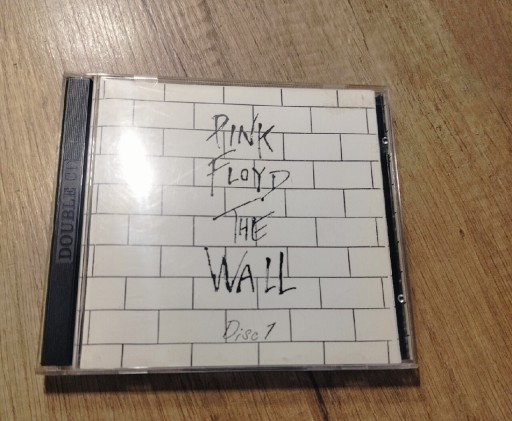 PINK
FLOYD
THE
WALL
Disc 1
DOUBLE CD